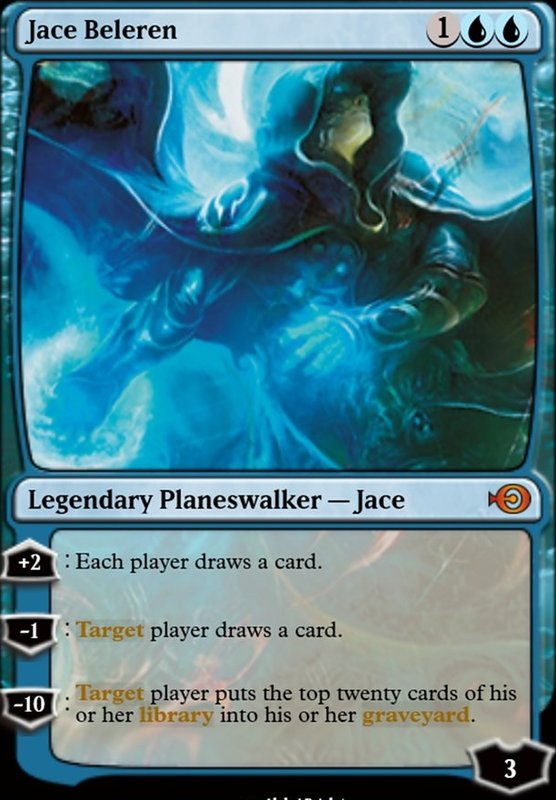 Jace Beleren 1
Legendary Planeswalker — Jace
+2 : Each player draws a card.
-1 : Target player draws a card.
-10 : Target player puts the top twenty cards of his
or her library into his or her graveyard.
3